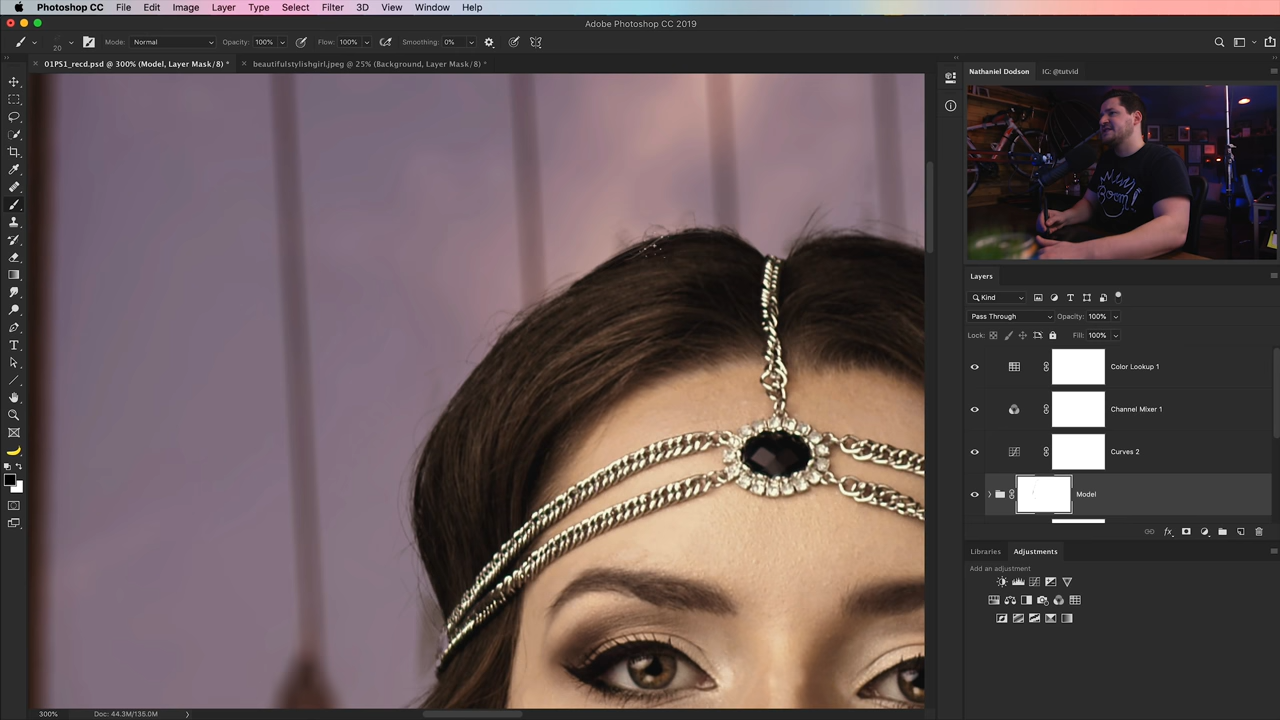 Photoshop CC File Edit Image Layer Type Select Filter 3D View Window Help
Adobe Photoshop CC 2019
20 Mode: Normal Opacity: 100% Flow: 100% Smoothing: 0%
× 01PS1_recd.psd @ 300% (Model, Layer Mask/8) * × beautifulstylishgirl.jpeg @ 25% (Background, Layer Mask/8) *
Nathaniel Dodson IG: @tutvid
Boom!
Layers
Kind
Pass Through Opacity: 100%
Lock: Fill: 100%
Color Lookup 1
Channel Mixer 1
Curves 2
Model
fx
Libraries Adjustments
Add an adjustment
300% Doc: 44.3M/135.0M